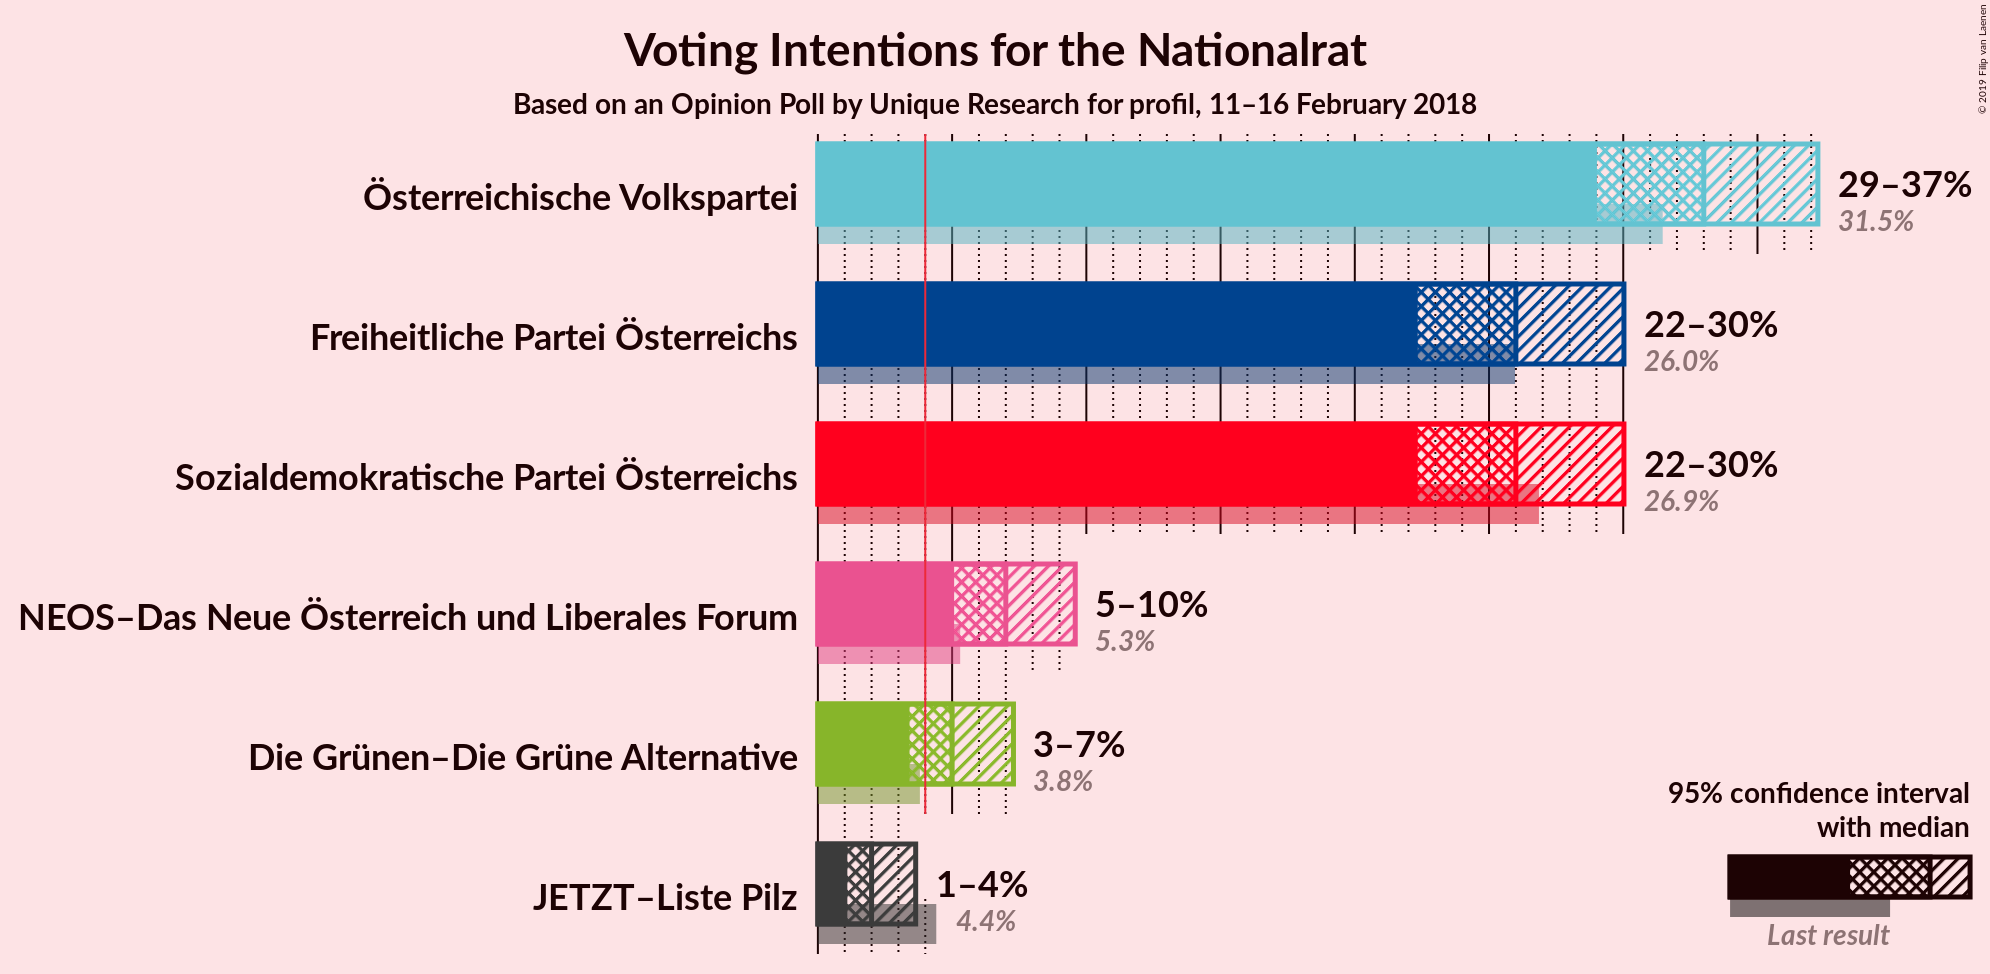 Voting Intentions for the Nationalrat
Based on an Opinion Poll by Unique Research for profil, 11–16 February 2018
© 2019 Filip van Laenen
Österreichische Volkspartei
29–37%
31.5%
Freiheitliche Partei Österreichs
22–30%
26.0%
Sozialdemokratische Partei Österreichs
22–30%
26.9%
NEOS–Das Neue Österreich und Liberales Forum
5–10%
5.3%
Die Grünen–Die Grüne Alternative
3–7%
3.8%
JETZT–Liste Pilz
1–4%
4.4%
95% confidence interval
with median
Last result